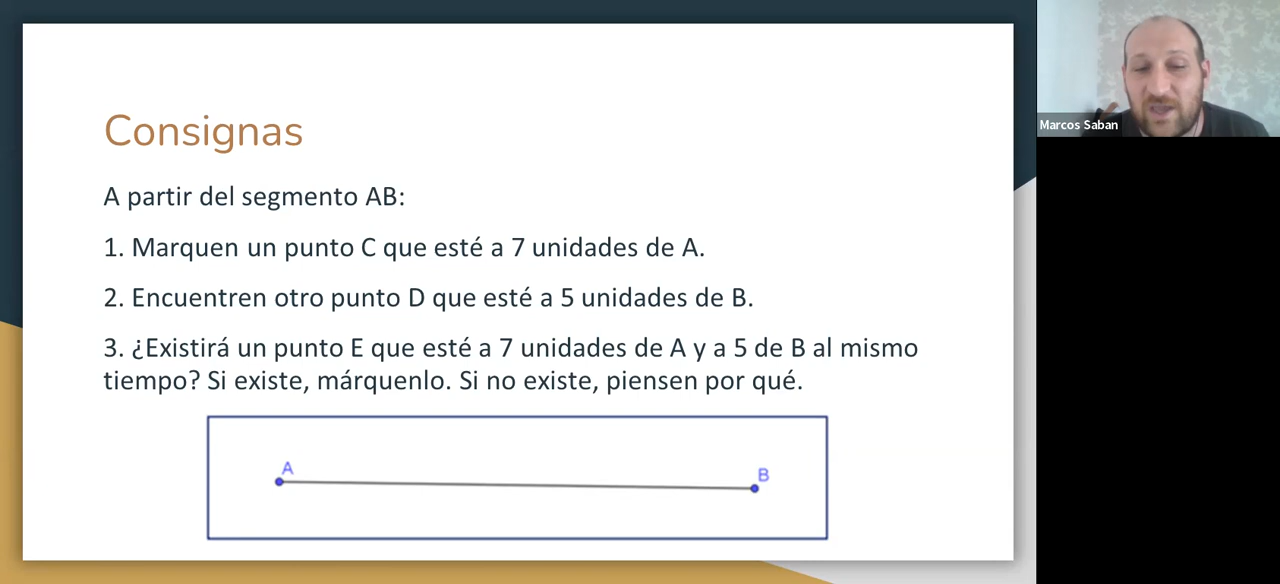 Consignas
A partir del segmento AB:
1. Marquen un punto C que esté a 7 unidades de A.
2. Encuentren otro punto D que esté a 5 unidades de B.
3. ¿Existirá un punto E que esté a 7 unidades de A y a 5 de B al mismo
tiempo? Si existe, márquenlo. Si no existe, piensen por qué.
A
B
Marcos Saban